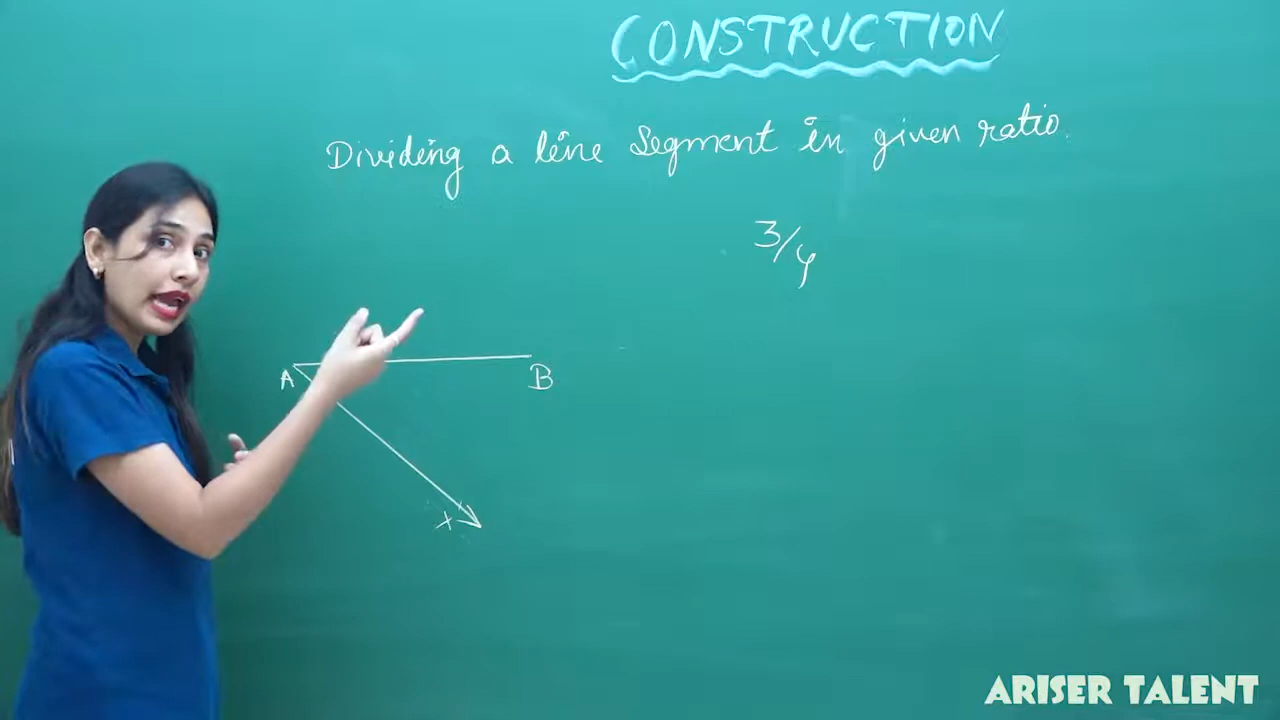 CONSTRUCTION
Dividing a line Segment in given ratio.
3/4
A B
X
ARISER TALENT